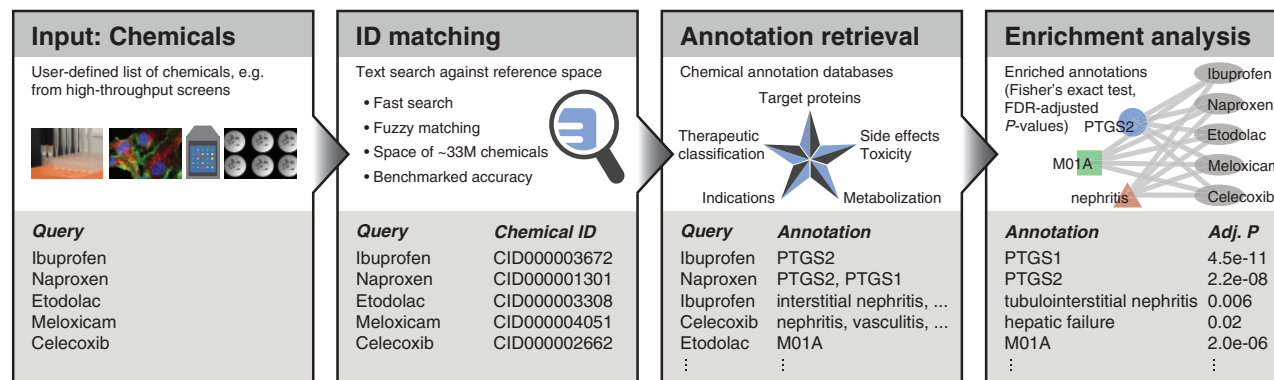 Input: Chemicals
User-defined list of chemicals, e.g.
from high-throughput screens
Query
Ibuprofen
Naproxen
Etodolac
Meloxicam
Celecoxib
ID matching
Text search against reference space
• Fast search
• Fuzzy matching
• Space of ~33M chemicals
• Benchmarked accuracy
Query Chemical ID
Ibuprofen CID000003672
Naproxen CID000001301
Etodolac CID000003308
Meloxicam CID000004051
Celecoxib CID000002662
Annotation retrieval
Chemical annotation databases
Target proteins
Therapeutic
classification
Side effects
Toxicity
Indications
Metabolization
Query Annotation
Ibuprofen PTGS2
Naproxen PTGS2, PTGS1
Ibuprofen interstitial nephritis, ...
Celecoxib nephritis, vasculitis, ...
Etodolac M01A
⋮ ⋮
Enrichment analysis
Enriched annotations
(Fisher's exact test,
FDR-adjusted
P-values)
PTGS2
M01A
nephritis
Ibuprofen
Naproxen
Etodolac
Meloxicam
Celecoxib
Annotation Adj. P
PTGS1 4.5e-11
PTGS2 2.2e-08
tubulointerstitial nephritis 0.006
hepatic failure 0.02
M01A 2.0e-06
⋮ ⋮